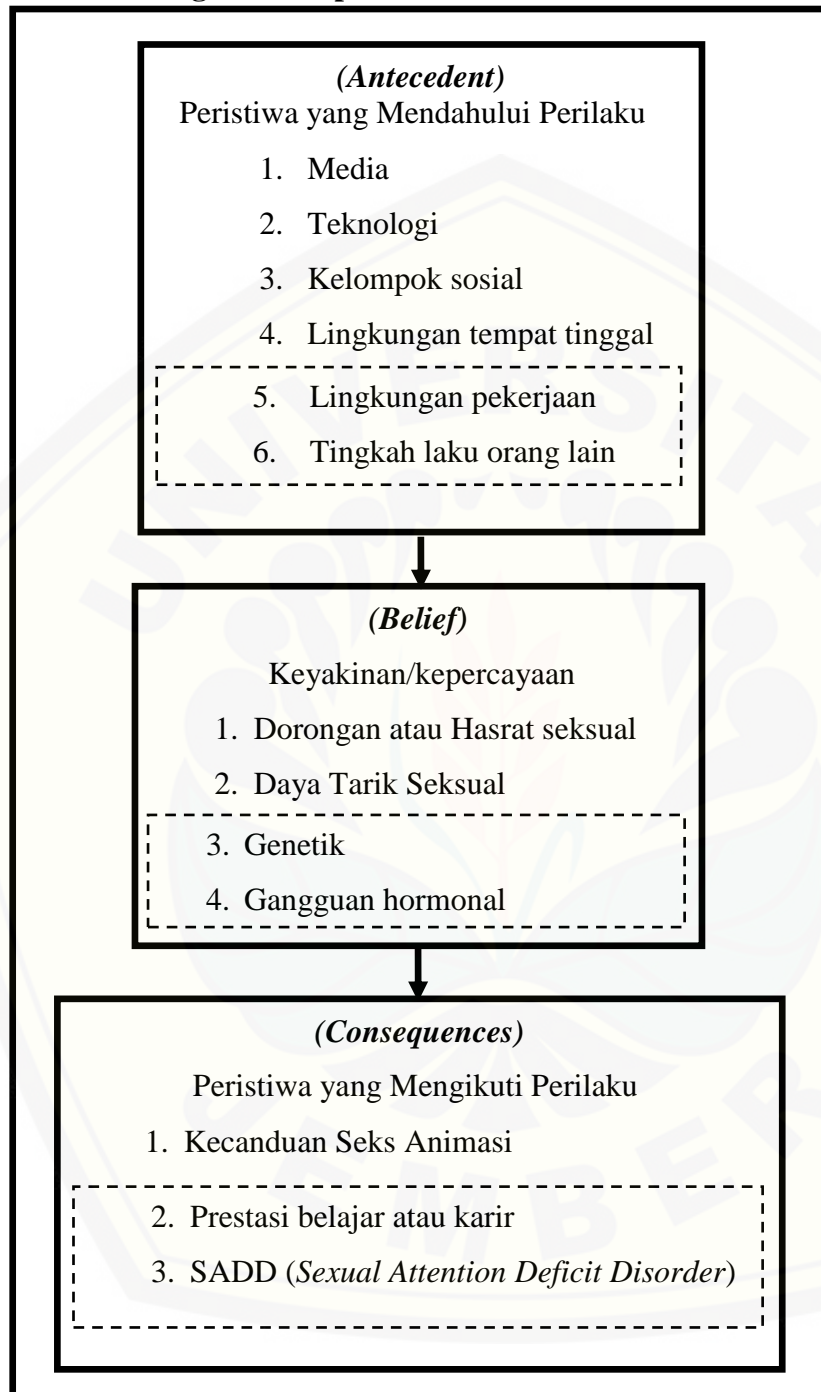 (Antecedent)
Peristiwa yang Mendahului Perilaku
1. Media
2. Teknologi
3. Kelompok sosial
4. Lingkungan tempat tinggal
5. Lingkungan pekerjaan
6. Tingkah laku orang lain
(Belief)
Keyakinan/kepercayaan
1. Dorongan atau Hasrat seksual
2. Daya Tarik Seksual
3. Genetik
4. Gangguan hormonal
(Consequences)
Peristiwa yang Mengikuti Perilaku
1. Kecanduan Seks Animasi
2. Prestasi belajar atau karir
3. SADD (Sexual Attention Deficit Disorder)